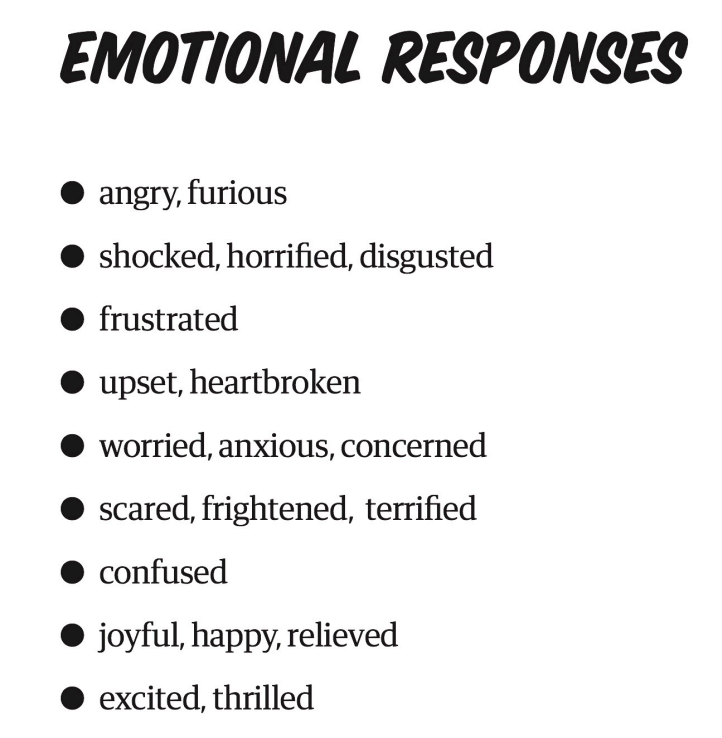 EMOTIONAL RESPONSES
● angry, furious
● shocked, horrified, disgusted
● frustrated
● upset, heartbroken
● worried, anxious, concerned
● scared, frightened, terrified
● confused
● joyful, happy, relieved
● excited, thrilled